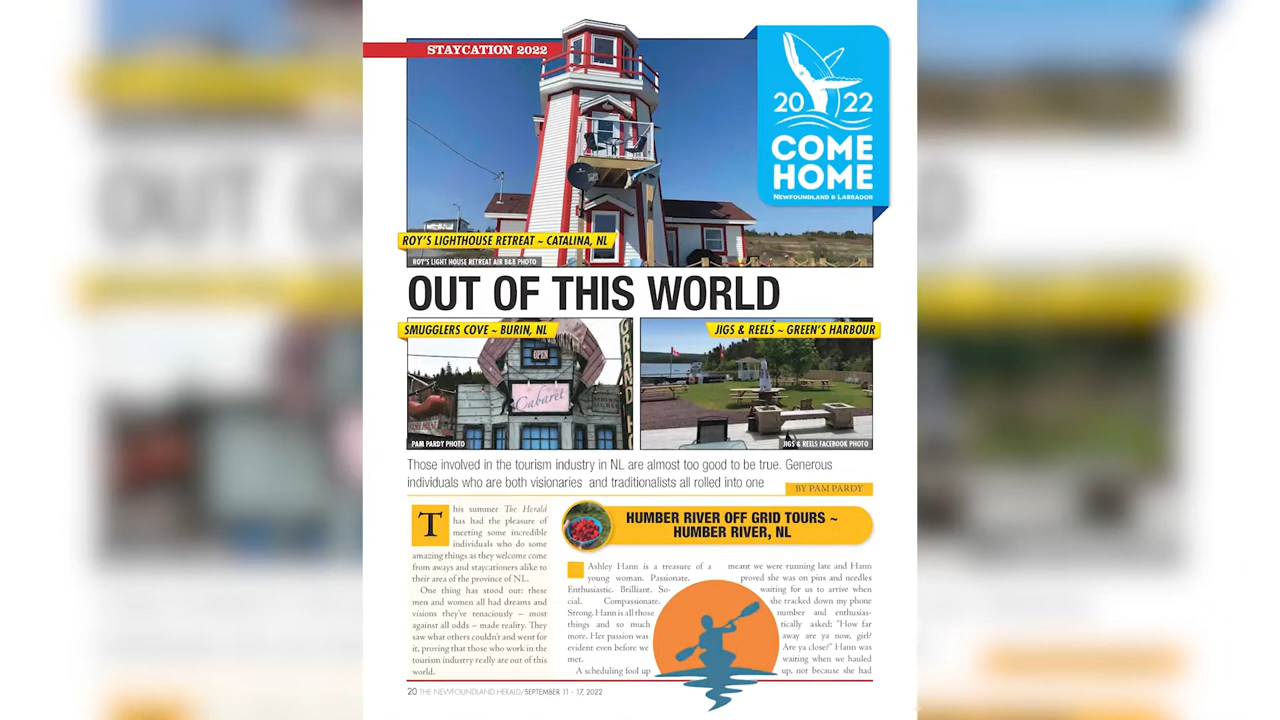 STAYCATION 2022
20 22
COME
HOME
NEWFOUNDLAND & LABRADOR
ROY'S LIGHTHOUSE RETREAT ~ CATALINA, NL
ROY'S LIGHT HOUSE RETREAT AIR B&B PHOTO
OUT OF THIS WORLD
SMUGGLERS COVE ~ BURIN, NL
OPEN
Cabaret
GRAND
PAM PARDY PHOTO
JIGS & REELS ~ GREEN'S HARBOUR
JIGS & REELS FACEBOOK PHOTO
Those involved in the tourism industry in NL are almost too good to be true. Generous
individuals who are both visionaries and traditionalists all rolled into one
BY PAM PARDY
This summer The Herald
has had the pleasure of
meeting some incredible
individuals who do some
amazing things as they welcome come
from aways and staycationers alike to
their area of the province of NL.
One thing has stood out: these
men and women all had dreams and
visions they've tenaciously – most
against all odds – made reality. They
saw what others couldn't and went for
it, proving that those who work in the
tourism industry really are out of this
world.
HUMBER RIVER OFF GRID TOURS ~
HUMBER RIVER, NL
Ashley Hann is a treasure of a
young woman. Passionate.
Enthusiastic. Brilliant. So-
cial. Compassionate.
Strong. Hann is all those
things and so much
more. Her passion was
evident even before we
met.
A scheduling fool up
meant we were running late and Hann
proved she was on pins and needles
waiting for us to arrive when
she tracked down my phone
number and enthusias-
tically asked; "How far
away are ya now, girl?
Are ya close?" Hann was
waiting when we hauled
up, not because she had
20 THE NEWFOUNDLAND HERALD/SEPTEMBER 11 - 17, 2022